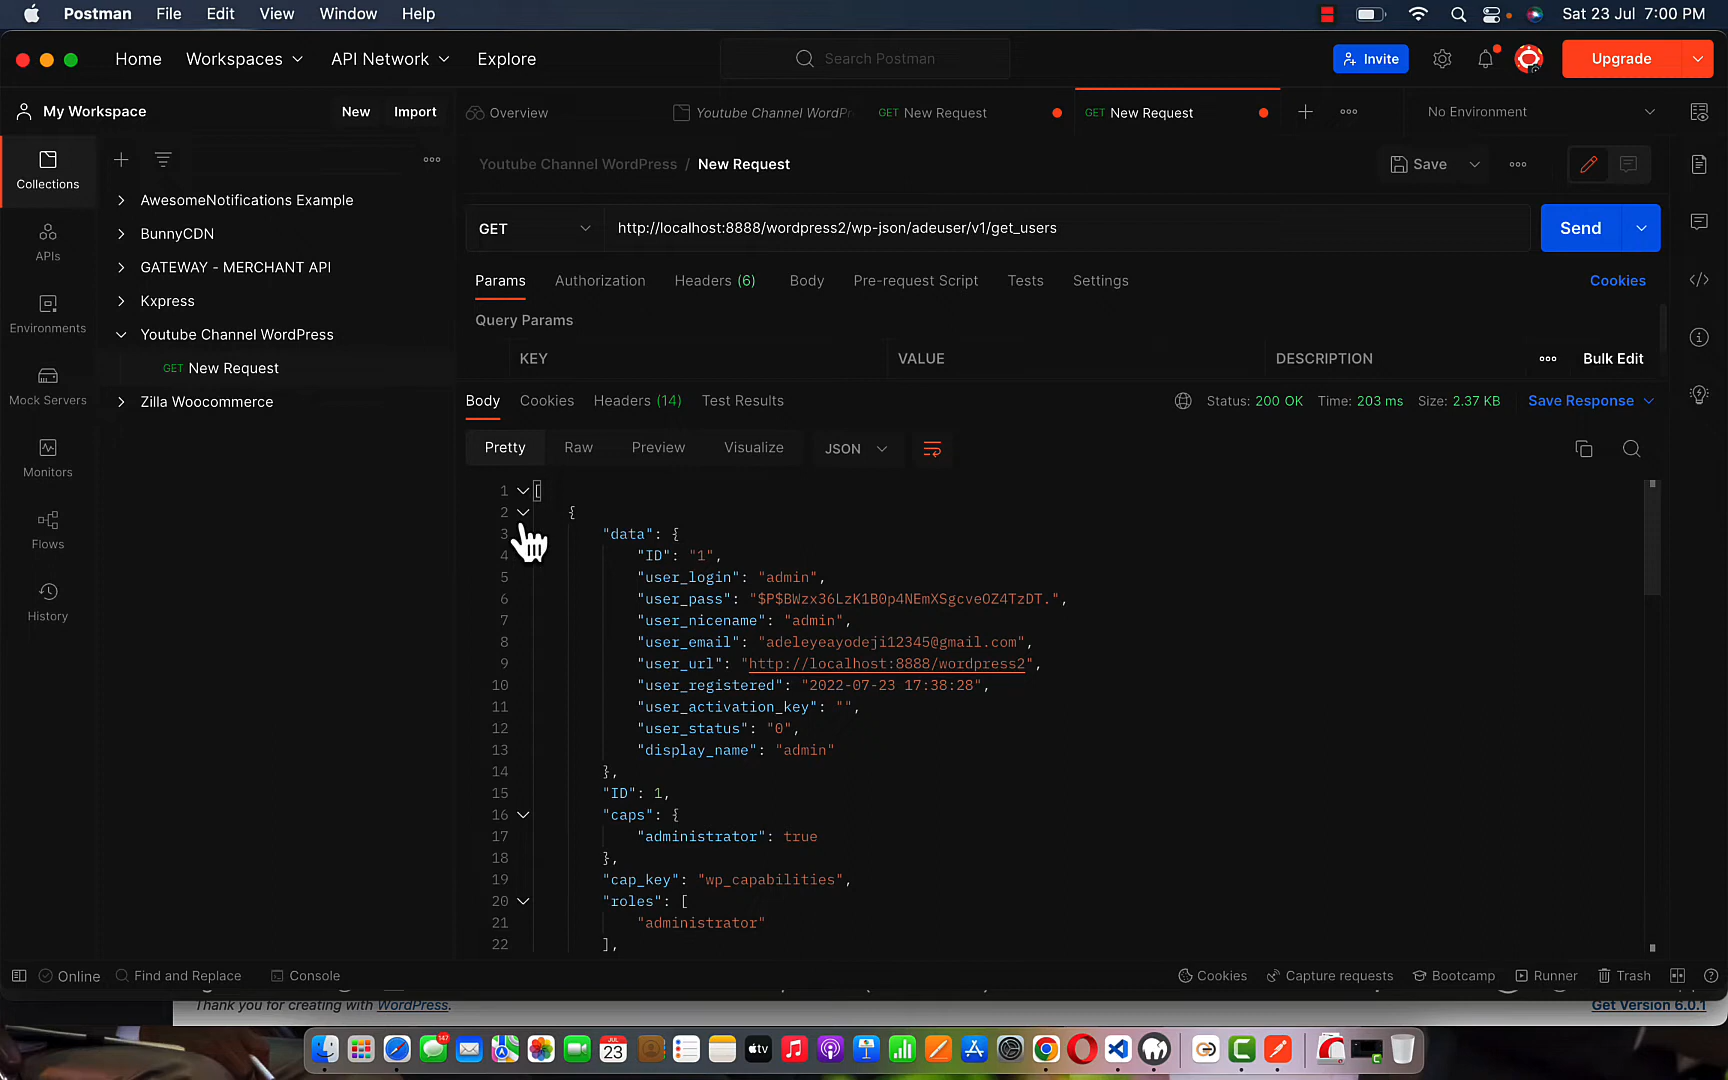 Postman File Edit View Window Help Sat 23 Jul 7:00 PM
Home Workspaces API Network Explore Search Postman Invite Upgrade
My Workspace New Import Overview Youtube Channel WordPr GET New Request GET New Request No Environment
Collections
APIs
Environments
Mock Servers
Monitors
Flows
History
AwesomeNotifications Example
BunnyCDN
GATEWAY - MERCHANT API
Kxpress
Youtube Channel WordPress
GET New Request
Zilla Woocommerce
Youtube Channel WordPress / New Request Save
GET http://localhost:8888/wordpress2/wp-json/adeuser/v1/get_users Send
Params Authorization Headers (6) Body Pre-request Script Tests Settings Cookies
Query Params
KEY VALUE DESCRIPTION Bulk Edit
Body Cookies Headers (14) Test Results Status: 200 OK Time: 203 ms Size: 2.37 KB Save Response
Pretty Raw Preview Visualize JSON
1 [
2 {
3 "data": {
4 "ID": "1",
5 "user_login": "admin",
6 "user_pass": "$P$BWzx36LzK1B0p4NEmXSgcveOZ4TzDT.",
7 "user_nicename": "admin",
8 "user_email": "adeleyeayodeji12345@gmail.com",
9 "user_url": "http://localhost:8888/wordpress2",
10 "user_registered": "2022-07-23 17:38:28",
11 "user_activation_key": "",
12 "user_status": "0",
13 "display_name": "admin"
14 },
15 "ID": 1,
16 "caps": {
17 "administrator": true
18 },
19 "cap_key": "wp_capabilities",
20 "roles": [
21 "administrator"
22 ],
Online Find and Replace Console Cookies Capture requests Bootcamp Runner Trash
Thank you for creating with WordPress. Get Version 6.0.1
147
JUL
23
tv